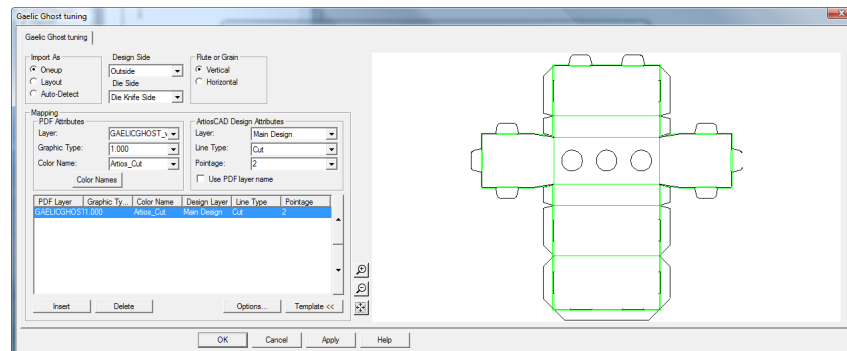 Gaelic Ghost tuning
Gaelic Ghost tuning
Import As
Oneup
Layout
Auto-Detect
Design Side
Outside
Die Side
Die Knife Side
Flute or Grain
Vertical
Horizontal
Mapping
PDF Attributes
Layer: GAELICGHOST_v
Graphic Type: 1.000
Color Name: Artios_Cut
Color Names
ArtiosCAD Design Attributes
Layer: Main Design
Line Type: Cut
Pointage: 2
Use PDF layer name
PDF Layer Graphic Ty... Color Name Design Layer Line Type Pointage
GAELICGHOST1.000 Artios_Cut Main Design Cut 2
Insert Delete Options... Template <<
OK Cancel Apply Help